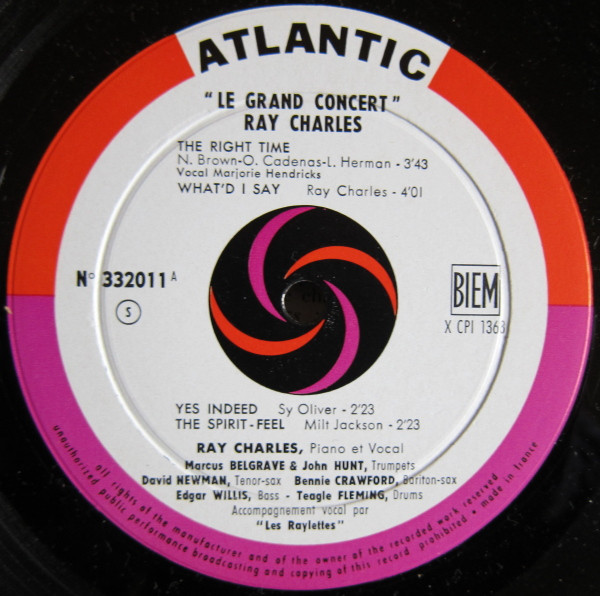 ATLANTIC
"LE GRAND CONCERT"
RAY CHARLES
THE RIGHT TIME
N. Brown-O. Cadenas-L. Herman - 3'43
Vocal Marjorie Hendricks
WHAT'D I SAY Ray Charles - 4'01
N° 332011 A
S
BIEM
X CPI 1363
YES INDEED Sy Oliver - 2'23
THE SPIRIT-FEEL Milt Jackson - 2'23
RAY CHARLES, Piano et Vocal
Marcus BELGRAVE & John HUNT, Trumpets
David NEWMAN, Tenor-sax Bennie CRAWFORD, Bariton-sax
Edgar WILLIS, Bass - Teagle FLEMING, Drums
Accompagnement vocal par
"Les Raylettes"
all rights of the manufacturer and of the owner of the recorded work reserved
unauthorized public performance broadcasting and copying of this record prohibited • made in france